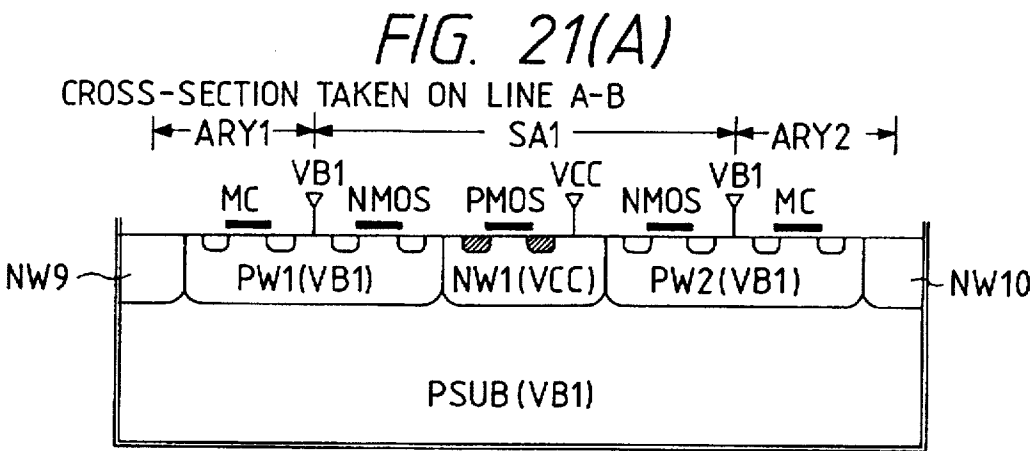 FIG. 21(A)
CROSS-SECTION TAKEN ON LINE A-B
ARY1 SA1 ARY2
VB1 VCC VB1
MC NMOS PMOS NMOS MC
NW9 PW1(VB1) NW1(VCC) PW2(VB1) NW10
PSUB(VB1)